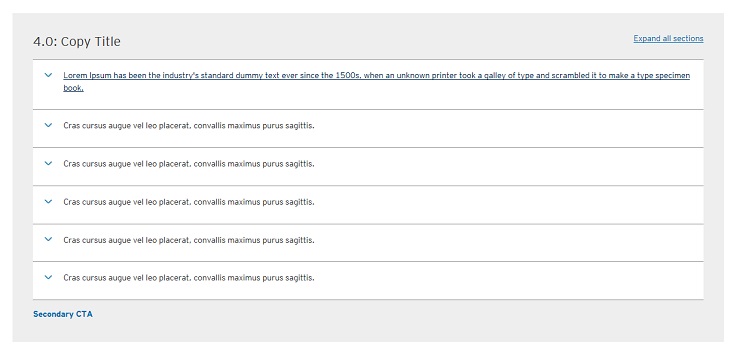 4.0: Copy Title
Expand all sections
Lorem Ipsum has been the industry's standard dummy text ever since the 1500s, when an unknown printer took a galley of type and scrambled it to make a type specimen
book.
Cras cursus augue vel leo placerat, convallis maximus purus sagittis.
Cras cursus augue vel leo placerat, convallis maximus purus sagittis.
Cras cursus augue vel leo placerat, convallis maximus purus sagittis.
Cras cursus augue vel leo placerat, convallis maximus purus sagittis.
Cras cursus augue vel leo placerat, convallis maximus purus sagittis.
Secondary CTA